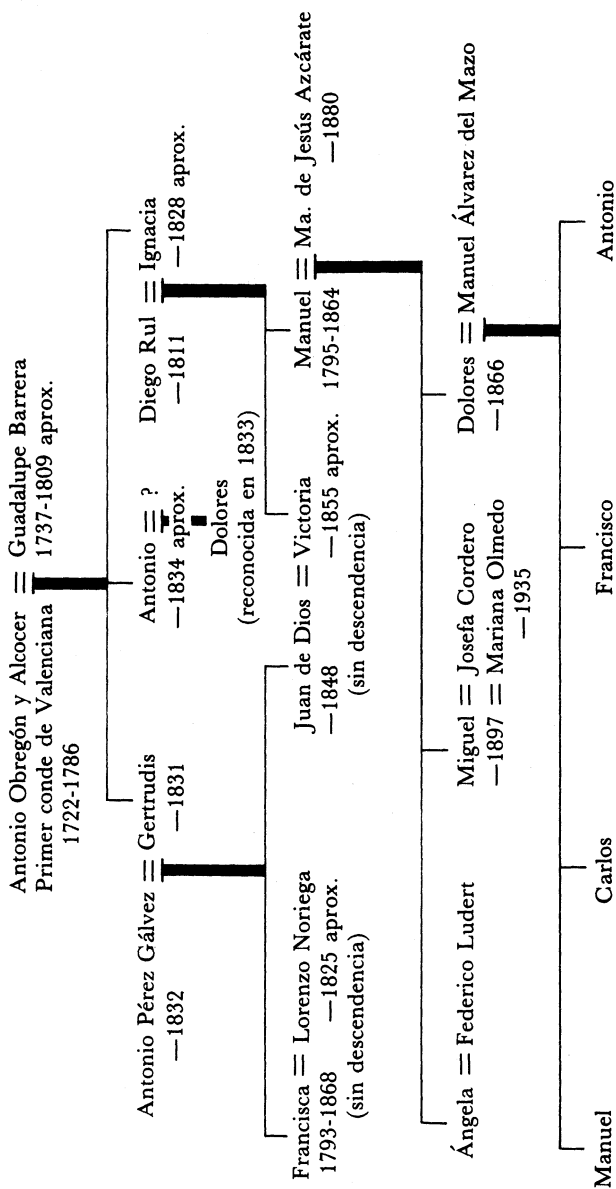 Antonio Obregón y Alcocer = Guadalupe Barrera
Primer conde de Valenciana 1737-1809 aprox.
1722-1786
Antonio Pérez Gálvez = Gertrudis
—1832 —1831
Antonio = ?
—1834 aprox.
Dolores
(reconocida en 1833)
Diego Rul = Ignacia
—1811 —1828 aprox.
Francisca = Lorenzo Noriega
1793-1868 —1825 aprox.
(sin descendencia)
Juan de Dios = Victoria
—1848 —1855 aprox.
(sin descendencia)
Manuel = Ma. de Jesús Azcárate
1795-1864 —1880
Ángela = Federico Ludert
Miguel = Josefa Cordero
—1897 = Mariana Olmedo
—1935
Dolores = Manuel Álvarez del Mazo
—1866
Manuel
Carlos
Francisco
Antonio